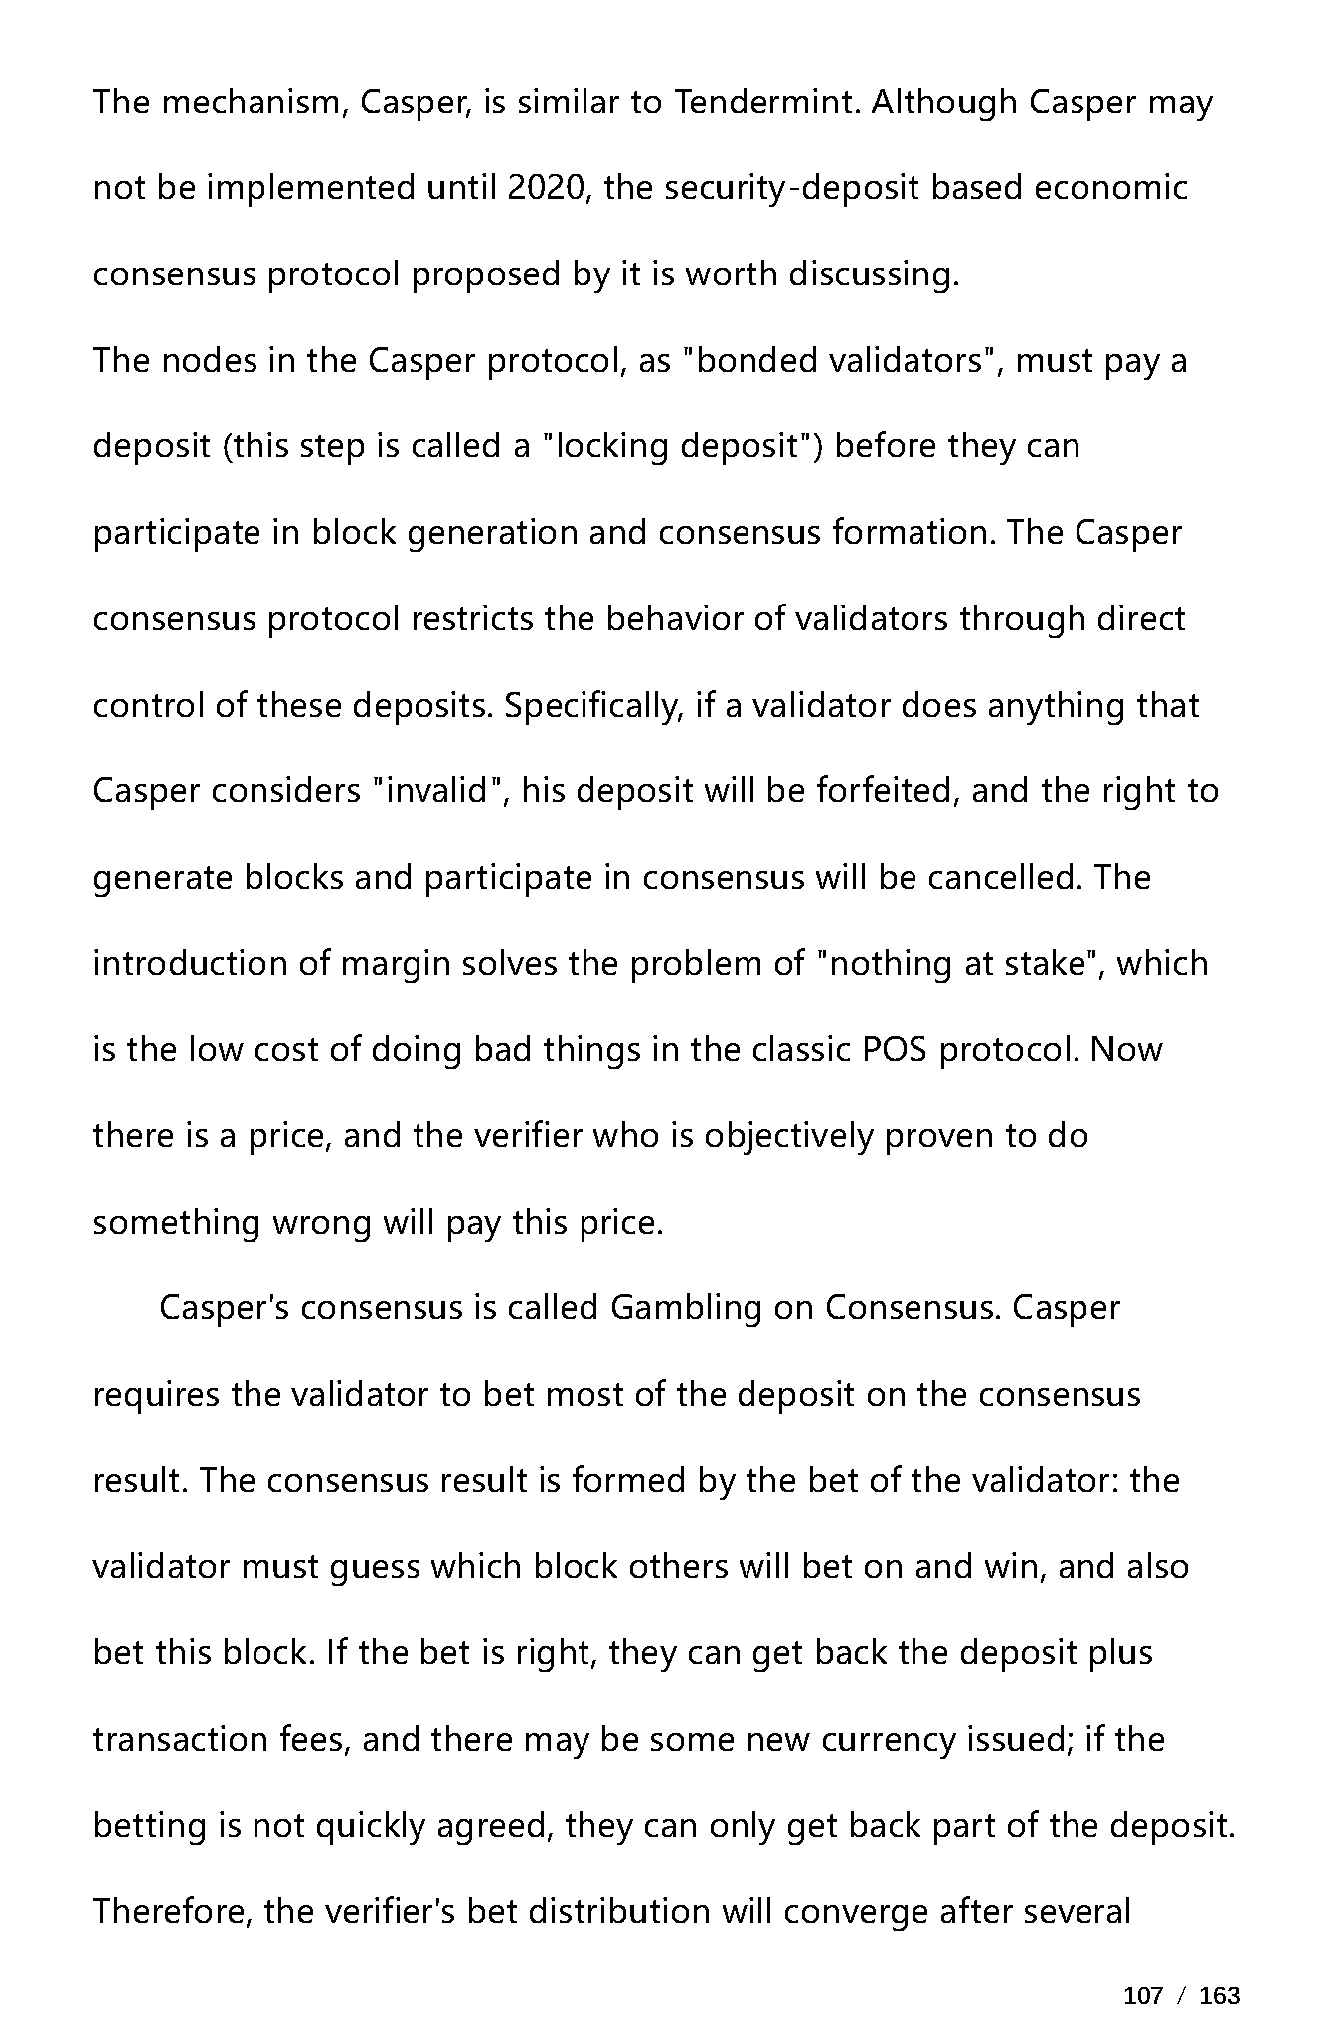 The mechanism, Casper, is similar to Tendermint. Although Casper may
not be implemented until 2020, the security-deposit based economic
consensus protocol proposed by it is worth discussing.
The nodes in the Casper protocol, as "bonded validators", must pay a
deposit (this step is called a "locking deposit") before they can
participate in block generation and consensus formation. The Casper
consensus protocol restricts the behavior of validators through direct
control of these deposits. Specifically, if a validator does anything that
Casper considers "invalid", his deposit will be forfeited, and the right to
generate blocks and participate in consensus will be cancelled. The
introduction of margin solves the problem of "nothing at stake", which
is the low cost of doing bad things in the classic POS protocol. Now
there is a price, and the verifier who is objectively proven to do
something wrong will pay this price.
Casper's consensus is called Gambling on Consensus. Casper
requires the validator to bet most of the deposit on the consensus
result. The consensus result is formed by the bet of the validator: the
validator must guess which block others will bet on and win, and also
bet this block. If the bet is right, they can get back the deposit plus
transaction fees, and there may be some new currency issued; if the
betting is not quickly agreed, they can only get back part of the deposit.
Therefore, the verifier's bet distribution will converge after several
107 / 163